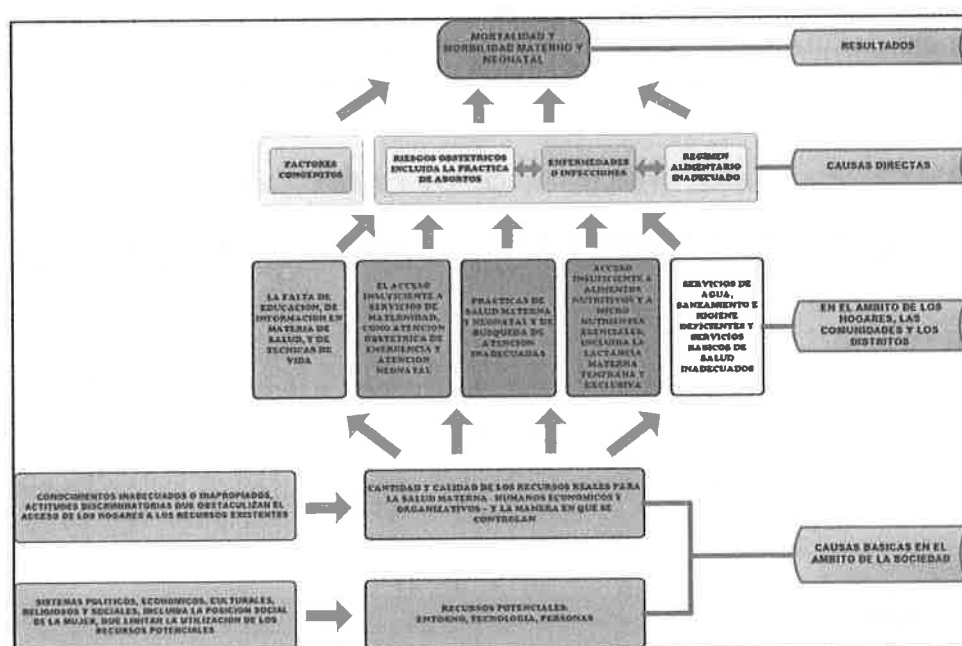 MORTALIDAD Y
MORBILIDAD MATERNO Y
NEONATAL
RESULTADOS
FACTORES
CONGENITOS
RIESGOS OBSTETRICOS
INCLUIDA LA PRACTICA
DE ABORTOS
ENFERMEDADES
O INFECCIONES
REGIMEN
ALIMENTARIO
INADECUADO
CAUSAS DIRECTAS
LA FALTA DE
EDUCACION, DE
INFORMACION EN
MATERIA DE
SALUD, Y DE
TECNICAS DE
VIDA
EL ACCESO
INSUFICIENTE A
SERVICIOS DE
MATERNIDAD,
COMO ATENCION
OBSTETRICA DE
EMERGENCIA Y
ATENCION
NEONATAL
PRACTICAS DE
SALUD MATERNA
Y NEONATAL Y DE
BUSQUEDA DE
ATENCION
INADECUADAS
ACCESO
INSUFICIENTE A
ALIMENTOS
NUTRITIVOS Y A
MICRO
NUTRIENTES
ESENCIALES,
INCLUIDA LA
LACTANCIA
MATERNA
TEMPRANA Y
EXCLUSIVA
SERVICIOS DE
AGUA,
SANEAMIENTO E
HIGIENE
DEFICIENTES Y
SERVICIOS
BASICOS DE
SALUD
INADECUADOS
EN EL AMBITO DE LOS
HOGARES, LAS
COMUNIDADES Y LOS
DISTRITOS
CONOCIMIENTOS INADECUADOS O INAPROPIADOS,
ACTITUDES DISCRIMINATORIAS QUE OBSTACULIZAN EL
ACCESO DE LOS HOGARES A LOS RECURSOS EXISTENTES
CANTIDAD Y CALIDAD DE LOS RECURSOS REALES PARA
LA SALUD MATERNA - HUMANOS ECONOMICOS Y
ORGANIZATIVOS - Y LA MANERA EN QUE SE
CONTROLAN
CAUSAS BASICAS EN EL
AMBITO DE LA SOCIEDAD
SISTEMAS POLITICOS, ECONOMICOS, CULTURALES,
RELIGIOSOS Y SOCIALES, INCLUIDA LA POSICION SOCIAL
DE LA MUJER, QUE LIMITAN LA UTILIZACION DE LOS
RECURSOS POTENCIALES
RECURSOS POTENCIALES:
ENTORNO, TECNOLOGIA, PERSONAS